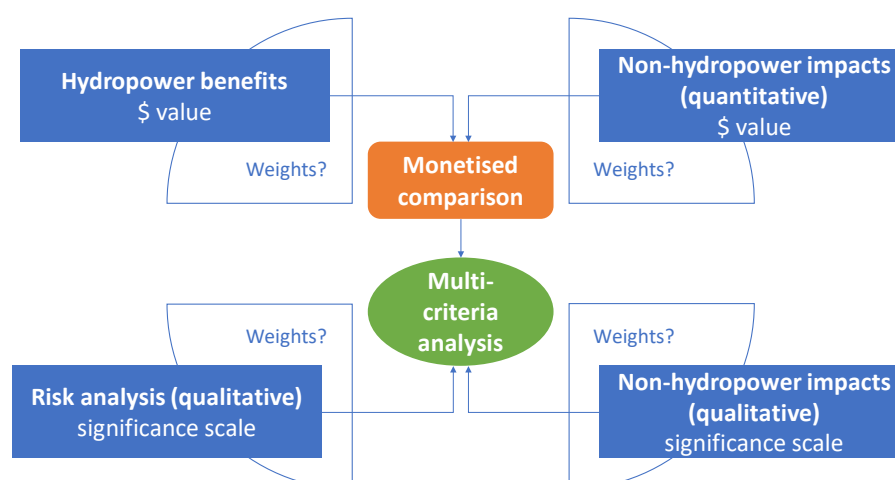 Hydropower benefits
$ value
Non-hydropower impacts
(quantitative)
$ value
Weights?
Monetised
comparison
Weights?
Multi-
criteria
analysis
Weights?
Weights?
Risk analysis (qualitative)
significance scale
Non-hydropower impacts
(qualitative)
significance scale